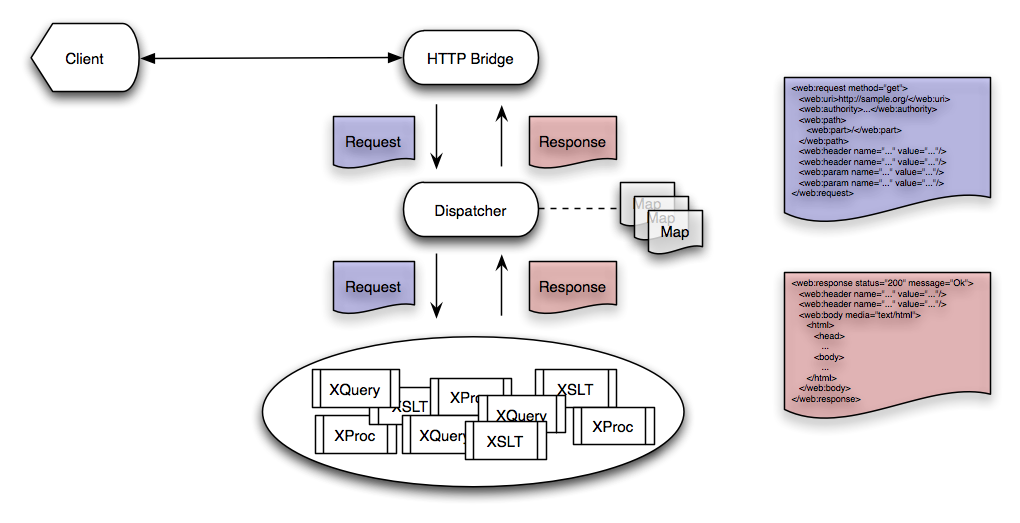 Client
HTTP Bridge
Request
Response
Dispatcher
Map
Map
Map
Request
Response
XQuery
XSLT
XProc
XQuery
XSLT
XProc
XQuery
XSLT
XProc
<web:request method="get">
<web:uri>http://sample.org/</web:uri>
<web:authority>...</web:authority>
<web:path>
<web:part>/</web:part>
</web:path>
<web:header name="..." value="..."/>
<web:header name="..." value="..."/>
<web:param name="..." value="..."/>
<web:param name="..." value="..."/>
</web:request>
<web:response status="200" message="Ok">
<web:header name="..." value="..."/>
<web:header name="..." value="..."/>
<web:body media="text/html">
<html>
<head>
...
<body>
...
</html>
</web:body>
</web:response>